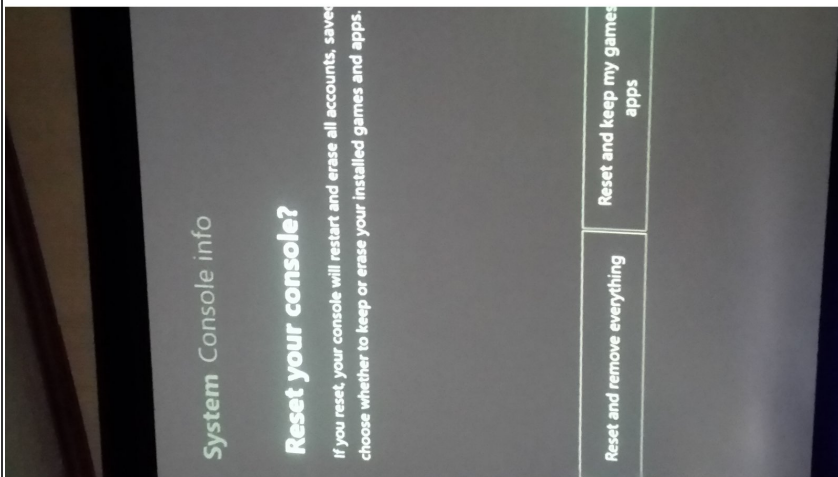 System Console info
Reset your console?
If you reset, your console will restart and erase all accounts, saved
choose whether to keep or erase your installed games and apps.
Reset and remove everything
Reset and keep my games
apps